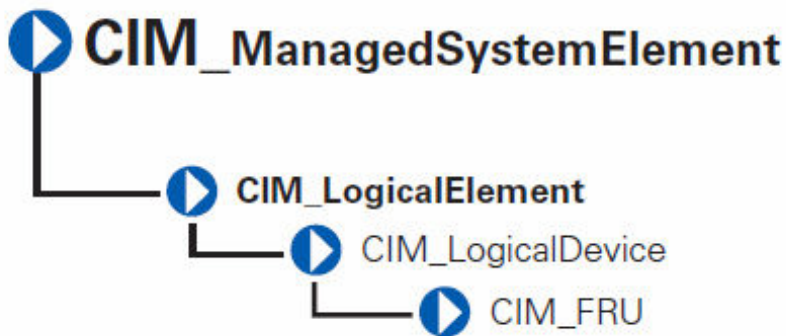 CIM_ManagedSystemElement
CIM_LogicalElement
CIM_LogicalDevice
CIM_FRU